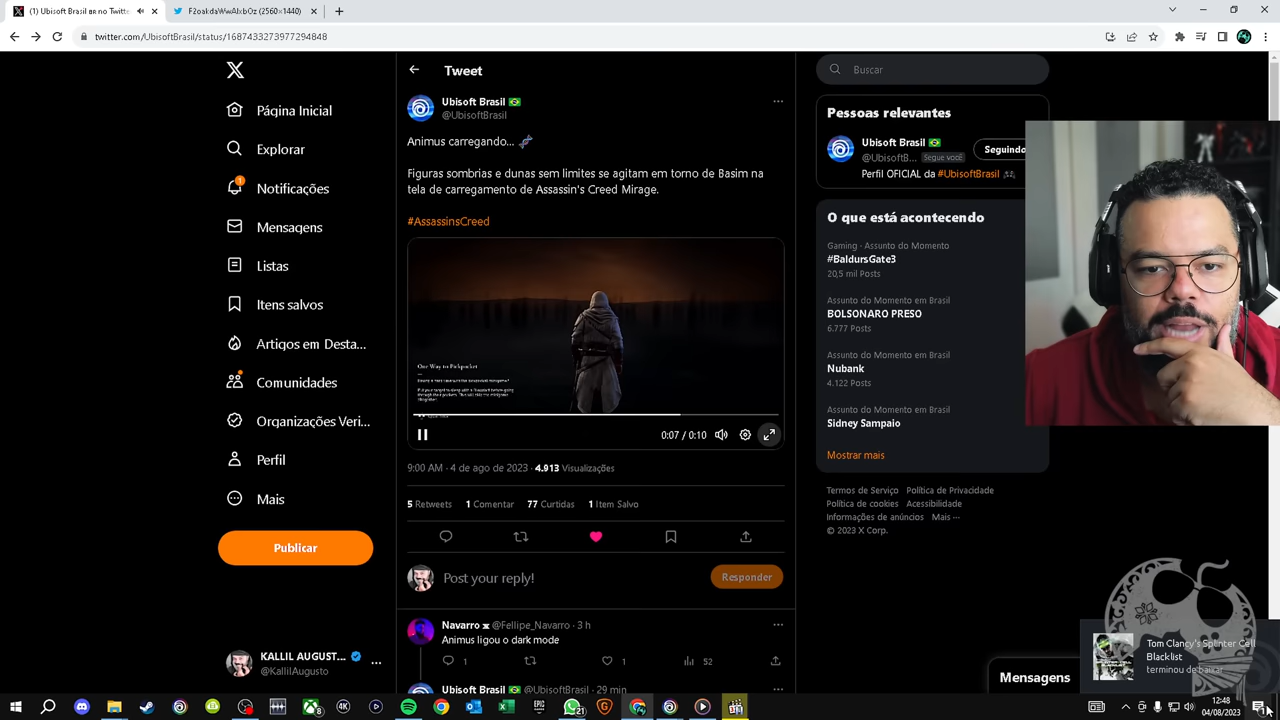 (1) Ubisoft Brasil no Twitte
F2oakdaWwAIxbOz (2560×1440)
twitter.com/UbisoftBrasil/status/1687433273977294848
Página Inicial
Explorar
1
Notificações
Mensagens
Listas
Itens salvos
Artigos em Desta...
Comunidades
Organizações Veri...
Perfil
Mais
Publicar
KALLIL AUGUST...
@KallilAugusto
Tweet
Ubisoft Brasil
@UbisoftBrasil
Animus carregando...
Figuras sombrias e dunas sem limites se agitam em torno de Basim na
tela de carregamento de Assassin's Creed Mirage.
#AssassinsCreed
One Way to Pickpocket
0:07 / 0:10
9:00 AM · 4 de ago de 2023 · 4.913 Visualizações
5 Retweets 1 Comentar 77 Curtidas 1 Item Salvo
Post your reply!
Responder
Navarro @Fellipe_Navarro · 3 h
Animus ligou o dark mode
1 1 52
Ubisoft Brasil @UbisoftBrasil · 29 min
Buscar
Pessoas relevantes
Ubisoft Brasil
@UbisoftB... Segue você
Seguindo
Perfil OFICIAL da #UbisoftBrasil
O que está acontecendo
Gaming · Assunto do Momento
#BaldursGate3
20,5 mil Posts
Assunto do Momento em Brasil
BOLSONARO PRESO
6.777 Posts
Assunto do Momento em Brasil
Nubank
4.122 Posts
Assunto do Momento em Brasil
Sidney Sampaio
Mostrar mais
Termos de Serviço Política de Privacidade
Política de cookies Acessibilidade
Informações de anúncios Mais ···
© 2023 X Corp.
Tom Clancy's Splinter Cell
Blacklist
terminou de baixar
Mensagens
12:48
04/08/2023